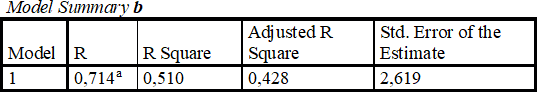 Model Summary b
Model R R Square Adjusted R Square Std. Error of the Estimate
1 0,714a 0,510 0,428 2,619